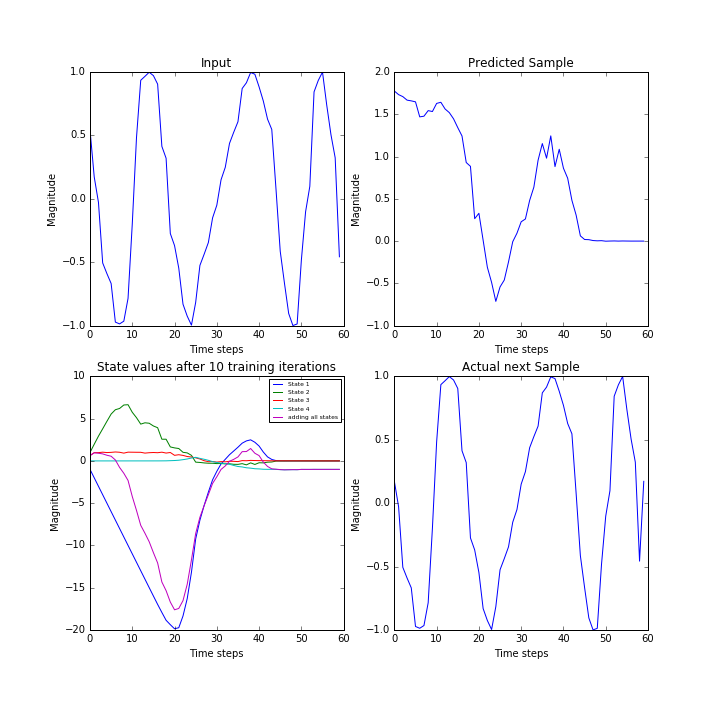 Input
Magnitude
1.0
0.5
0.0
−0.5
−1.0
0 10 20 30 40 50 60
Time steps
Predicted Sample
Magnitude
2.0
1.5
1.0
0.5
0.0
−0.5
−1.0
0 10 20 30 40 50 60
Time steps
State values after 10 training iterations
Magnitude
10
5
0
−5
−10
−15
−20
0 10 20 30 40 50 60
Time steps
State 1
State 2
State 3
State 4
adding all states
Actual next Sample
Magnitude
1.0
0.5
0.0
−0.5
−1.0
0 10 20 30 40 50 60
Time steps